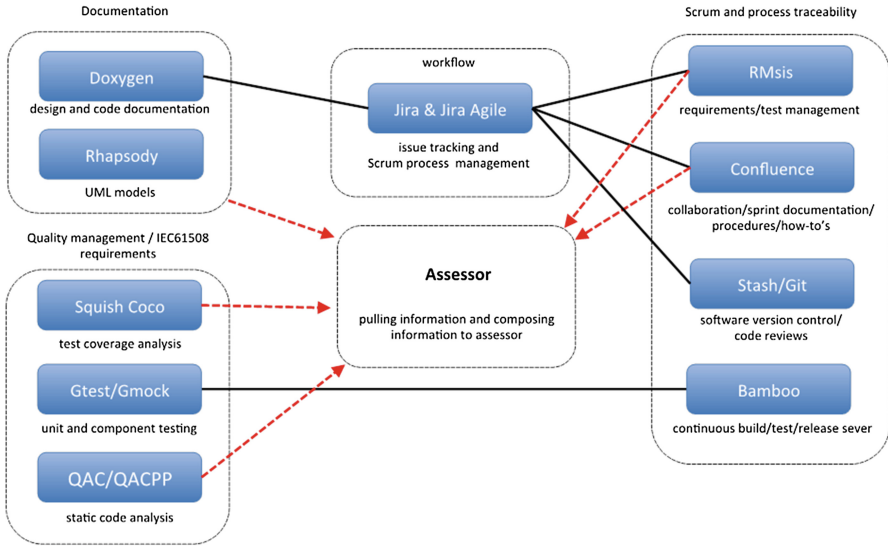 Documentation
Doxygen
design and code documentation
Rhapsody
UML models
workflow
Jira & Jira Agile
issue tracking and
Scrum process management
Scrum and process traceability
RMsis
requirements/test management
Confluence
collaboration/sprint documentation/
procedures/how-to's
Stash/Git
software version control/
code reviews
Bamboo
continuous build/test/release sever
Quality management / IEC61508
requirements
Squish Coco
test coverage analysis
Gtest/Gmock
unit and component testing
QAC/QACPP
static code analysis
Assessor
pulling information and composing
information to assessor